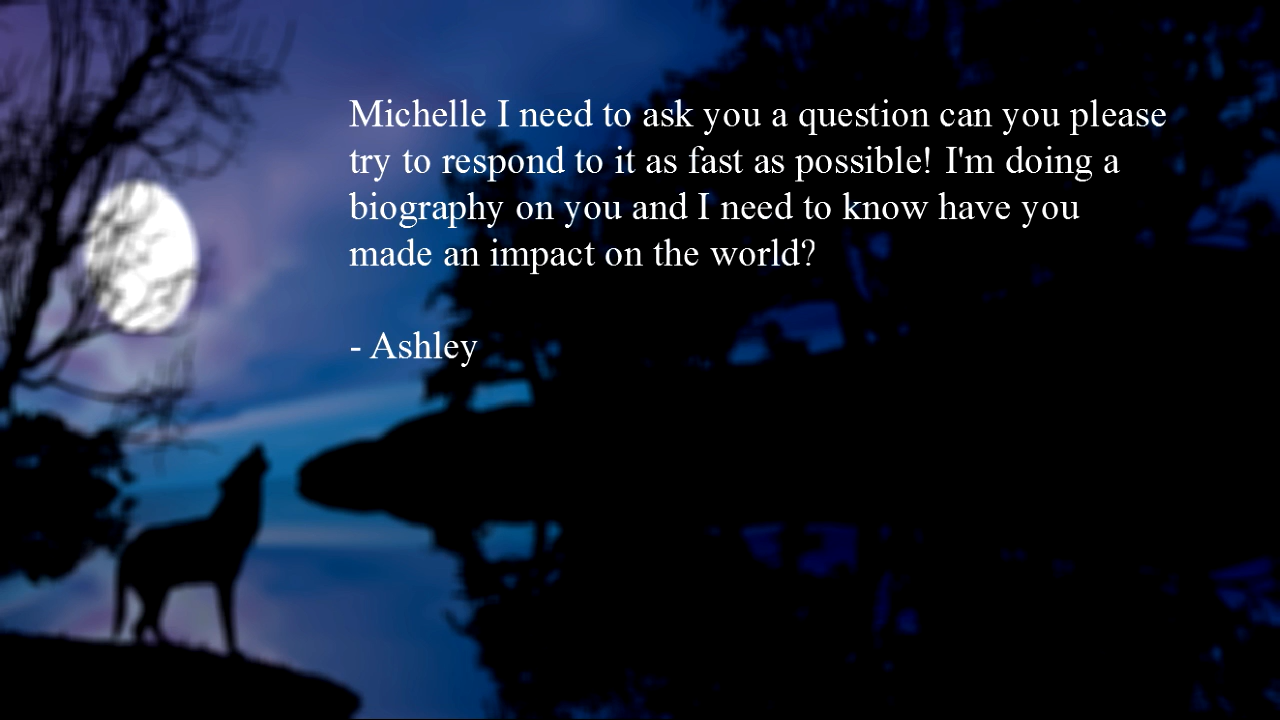 Michelle I need to ask you a question can you please
try to respond to it as fast as possible! I'm doing a
biography on you and I need to know have you
made an impact on the world?
- Ashley